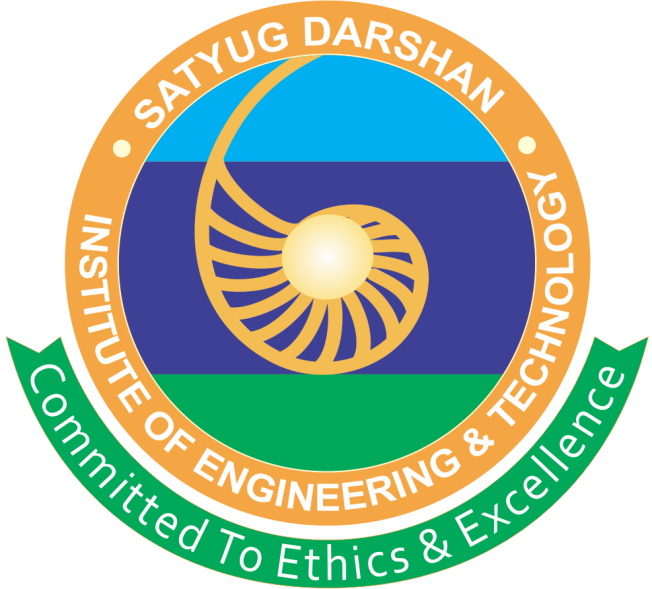 SATYUG DARSHAN
INSTITUTE OF ENGINEERING & TECHNOLOGY
Committed To Ethics & Excellence